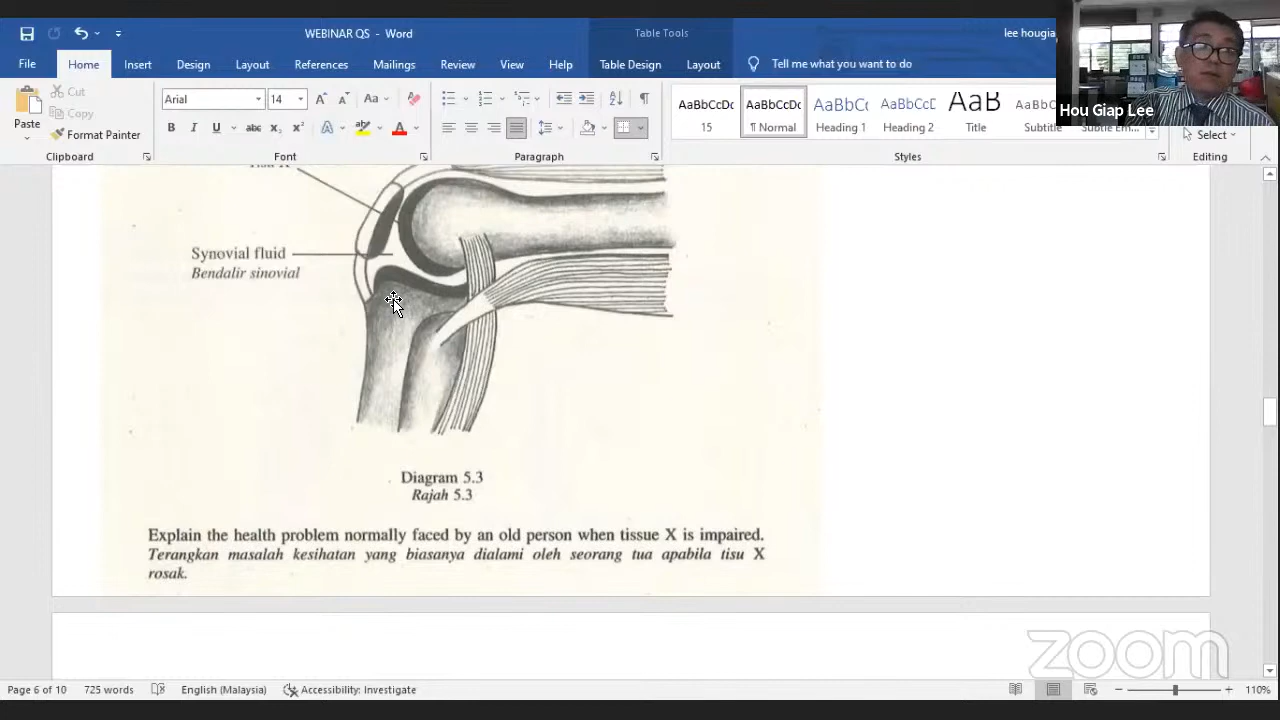 WEBINAR QS - Word
Table Tools
lee hougia
File
Home
Insert
Design
Layout
References
Mailings
Review
View
Help
Table Design
Layout
Tell me what you want to do
Cut
Copy
Paste
Format Painter
Arial
14
AaBbCcDc
AaBbCcDc
AaBbCcD
AaBbCcD
AaB
AaBbCcD
15
¶ Normal
Heading 1
Heading 2
Title
Subtitle
Subtle Em...
Select
Clipboard
Font
Paragraph
Styles
Editing
Hou Giap Lee
Synovial fluid
Bendalir sinovial
Diagram 5.3
Rajah 5.3
Explain the health problem normally faced by an old person when tissue X is impaired.
Terangkan masalah kesihatan yang biasanya dialami oleh seorang tua apabila tisu X
rosak.
zoom
Page 6 of 10
725 words
English (Malaysia)
Accessibility: Investigate
110%